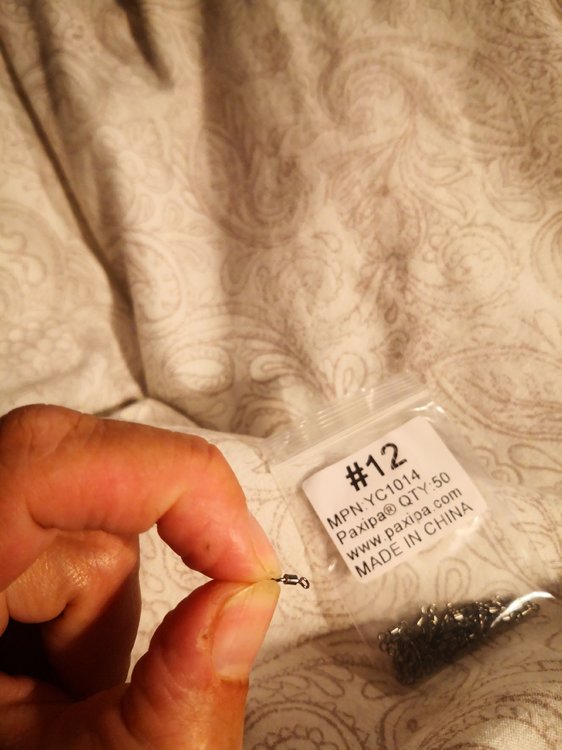 #12
MPN:YC1014
Paxipa® QTY:50
www.paxipa.com
MADE IN CHINA